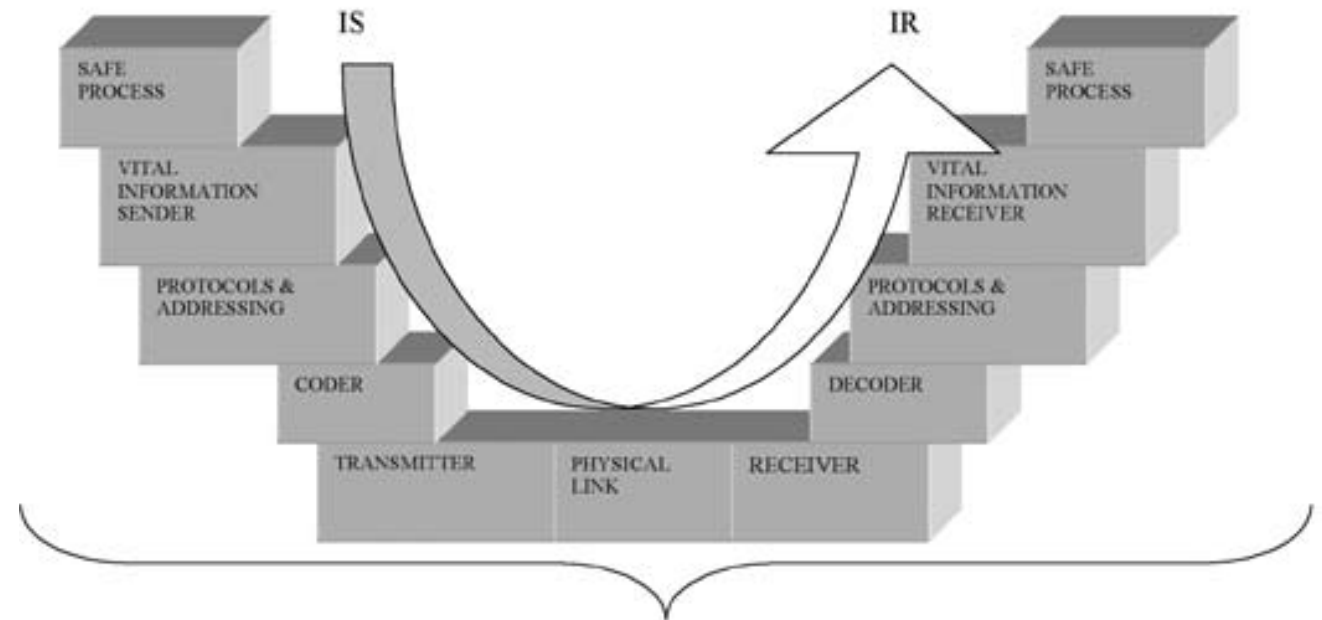 IS
IR
SAFE
PROCESS
SAFE
PROCESS
VITAL
INFORMATION
SENDER
VITAL
INFORMATION
RECEIVER
PROTOCOLS &
ADDRESSING
PROTOCOLS &
ADDRESSING
CODER
DECODER
TRANSMITTER
PHYSICAL
LINK
RECEIVER